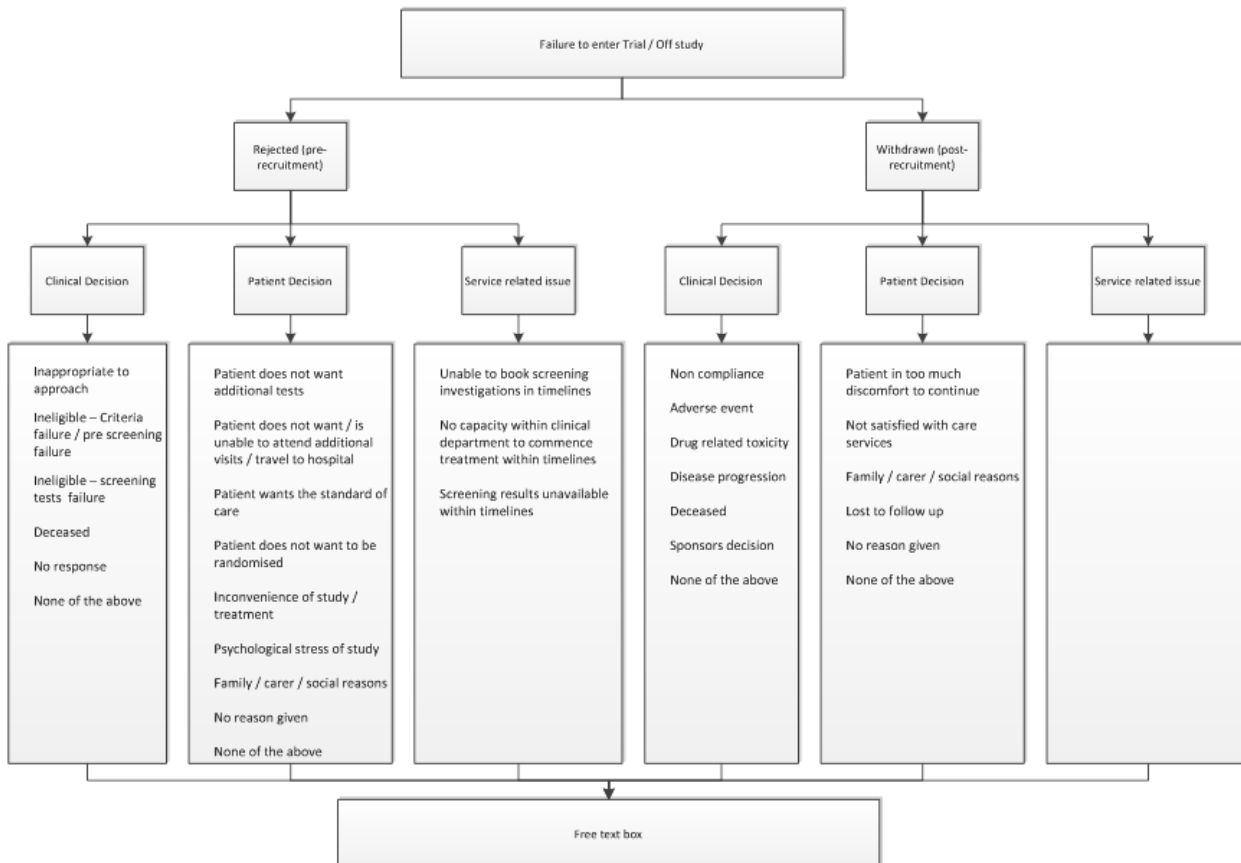 Failure to enter Trial / Off study
Rejected (pre-
recruitment)
Withdrawn (post-
recruitment)
Clinical Decision
Patient Decision
Service related issue
Clinical Decision
Patient Decision
Service related issue
Inappropriate to
approach
Ineligible – Criteria
failure / pre screening
failure
Ineligible – screening
tests failure
Deceased
No response
None of the above
Patient does not want
additional tests
Patient does not want / is
unable to attend additional
visits / travel to hospital
Patient wants the standard of
care
Patient does not want to be
randomised
Inconvenience of study /
treatment
Psychological stress of study
Family / carer / social reasons
No reason given
None of the above
Unable to book screening
investigations in timelines
No capacity within clinical
department to commence
treatment within timelines
Screening results unavailable
within timelines
Non compliance
Adverse event
Drug related toxicity
Disease progression
Deceased
Sponsors decision
None of the above
Patient in too much
discomfort to continue
Not satisfied with care
services
Family / carer / social reasons
Lost to follow up
No reason given
None of the above
Free text box